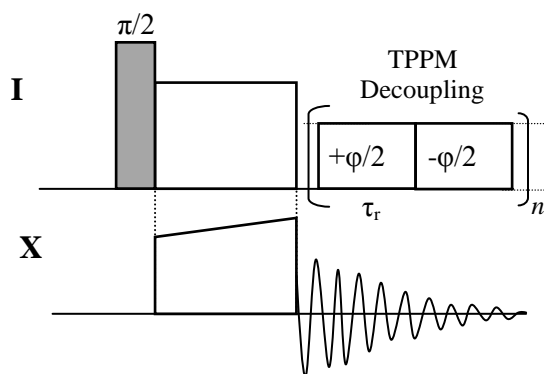 π/2
TPPM
Decoupling
I
+φ/2 -φ/2
τr
n
X